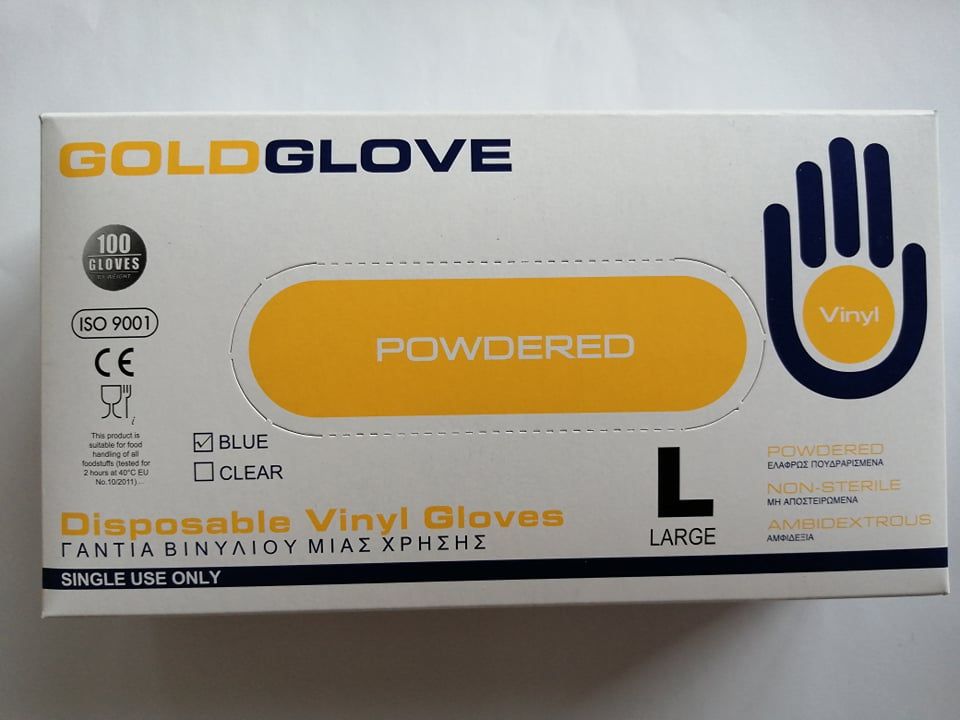 GOLDGLOVE
100
GLOVES
BY WEIGHT
ISO 9001
CE
i
This product is
suitable for food
handling of all
foodstuffs (tested for
2 hours at 40°C EU
No.10/2011)...
POWDERED
Vinyl
BLUE
CLEAR
L
LARGE
POWDERED
ΕΛΑΦΡΩΣ ΠΟΥΔΡΑΡΙΣΜΕΝΑ
NON-STERILE
ΜΗ ΑΠΟΣΤΕΙΡΩΜΕΝΑ
AMBIDEXTROUS
ΑΜΦΙΔΕΞΙΑ
Disposable Vinyl Gloves
ΓΑΝΤΙΑ ΒΙΝΥΛΙΟΥ ΜΙΑΣ ΧΡΗΣΗΣ
SINGLE USE ONLY